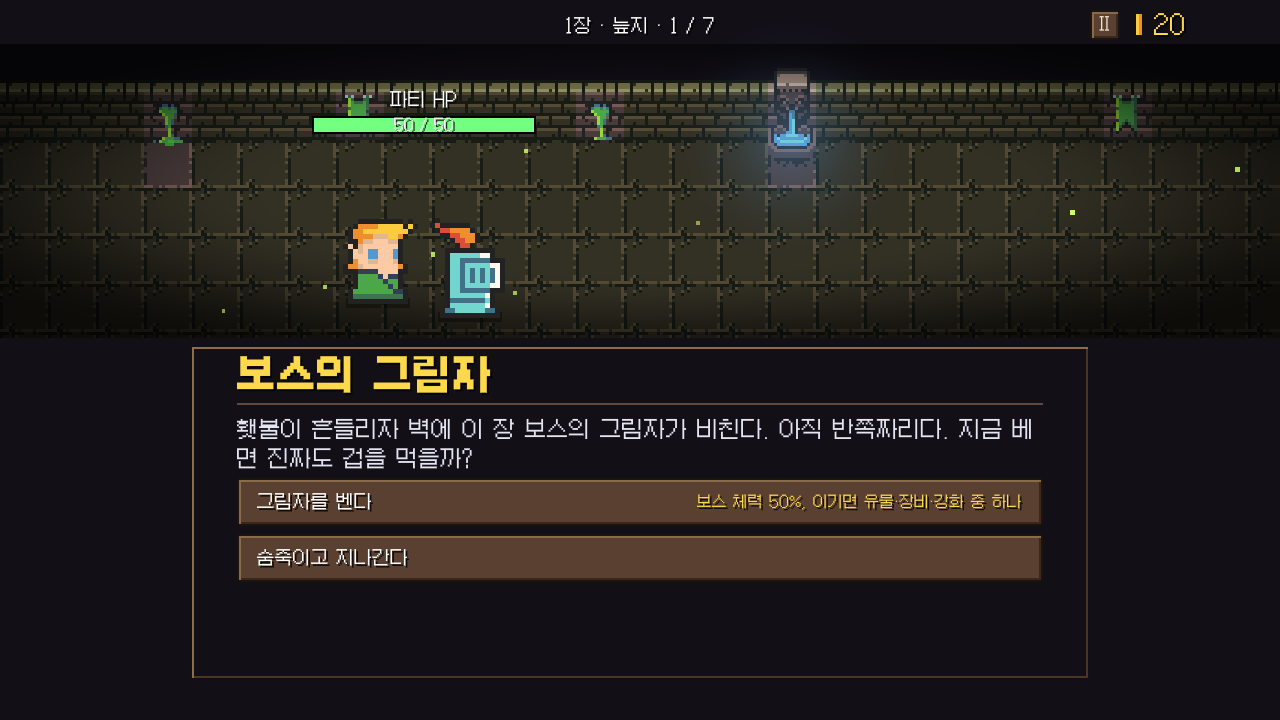 1장 · 늪지 · 1 / 7
II 20
파티 HP
50 / 50
보스의 그림자
횃불이 흔들리자 벽에 이 장 보스의 그림자가 비친다. 아직 반쪽짜리다. 지금 베
면 진짜도 겁을 먹을까?
그림자를 벤다 보스 체력 50%, 이기면 유물·장비·강화 중 하나
숨죽이고 지나간다